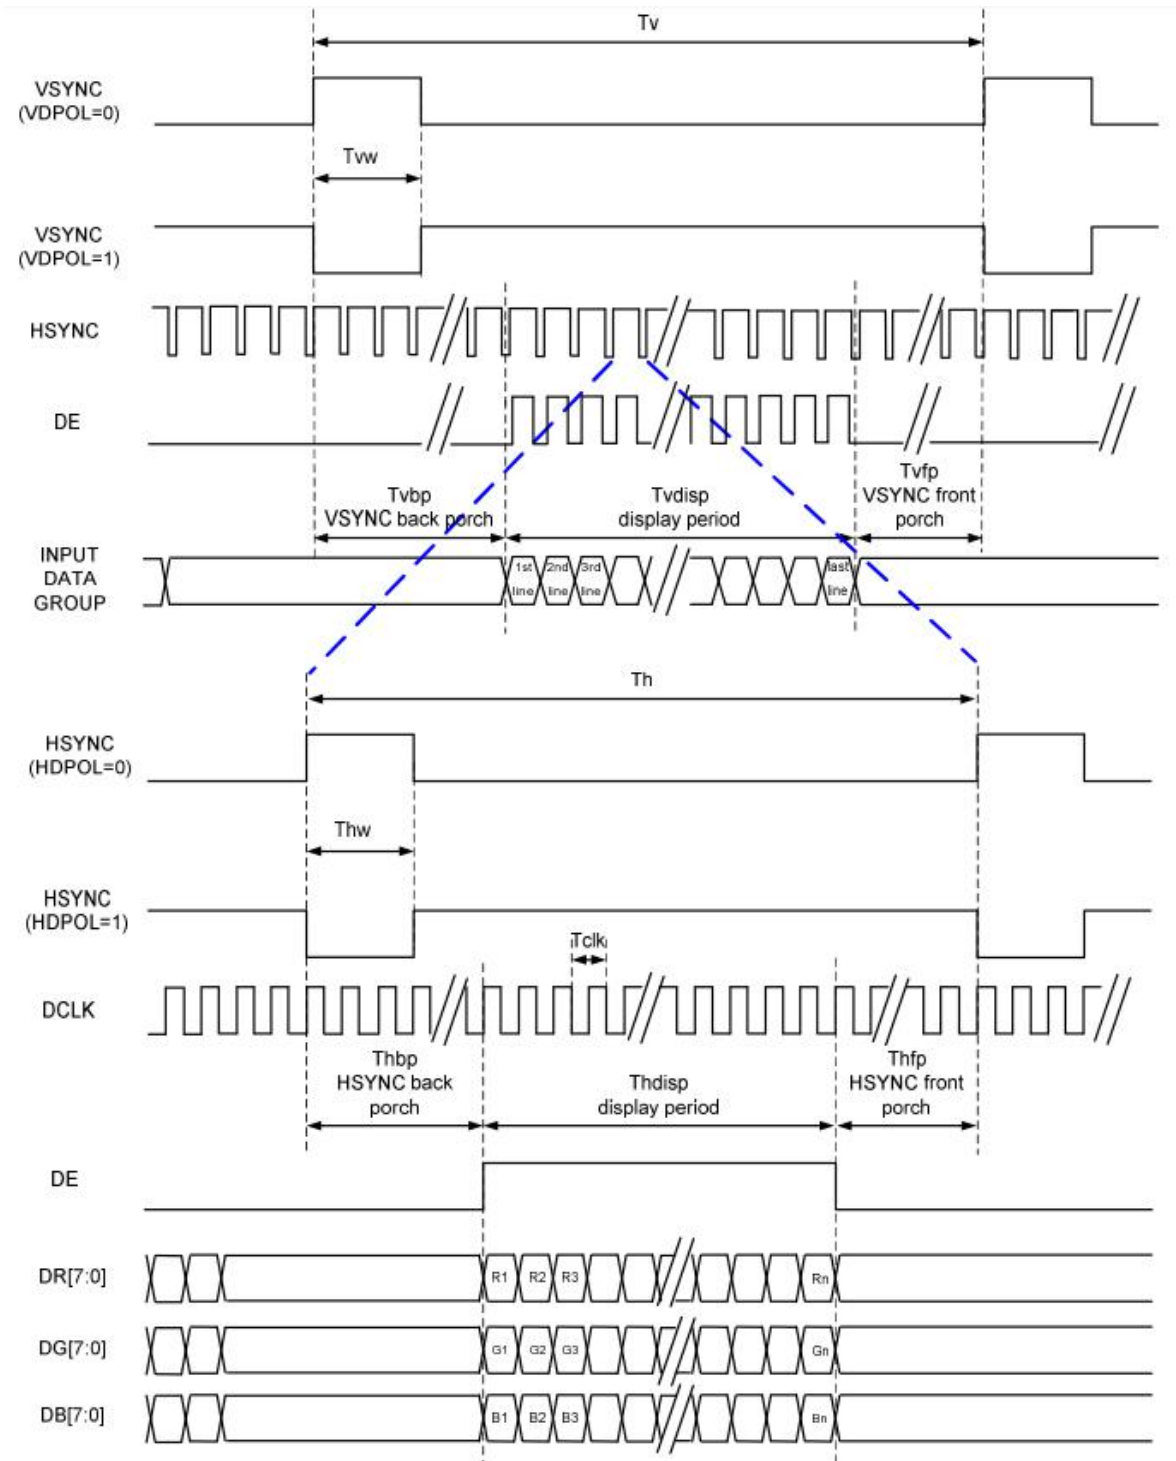 Tv
VSYNC
(VDPOL=0)
Tvw
VSYNC
(VDPOL=1)
HSYNC
DE
Tvbp
VSYNC back porch
Tvdisp
display period
Tvfp
VSYNC front
porch
INPUT
DATA
GROUP
1st
line
2nd
line
3rd
line
last
line
Th
HSYNC
(HDPOL=0)
Thw
HSYNC
(HDPOL=1)
Tclk
DCLK
Thbp
HSYNC back
porch
Thdisp
display period
Thfp
HSYNC front
porch
DE
DR[7:0]
R1
R2
R3
Rn
DG[7:0]
G1
G2
G3
Gn
DB[7:0]
B1
B2
B3
Bn